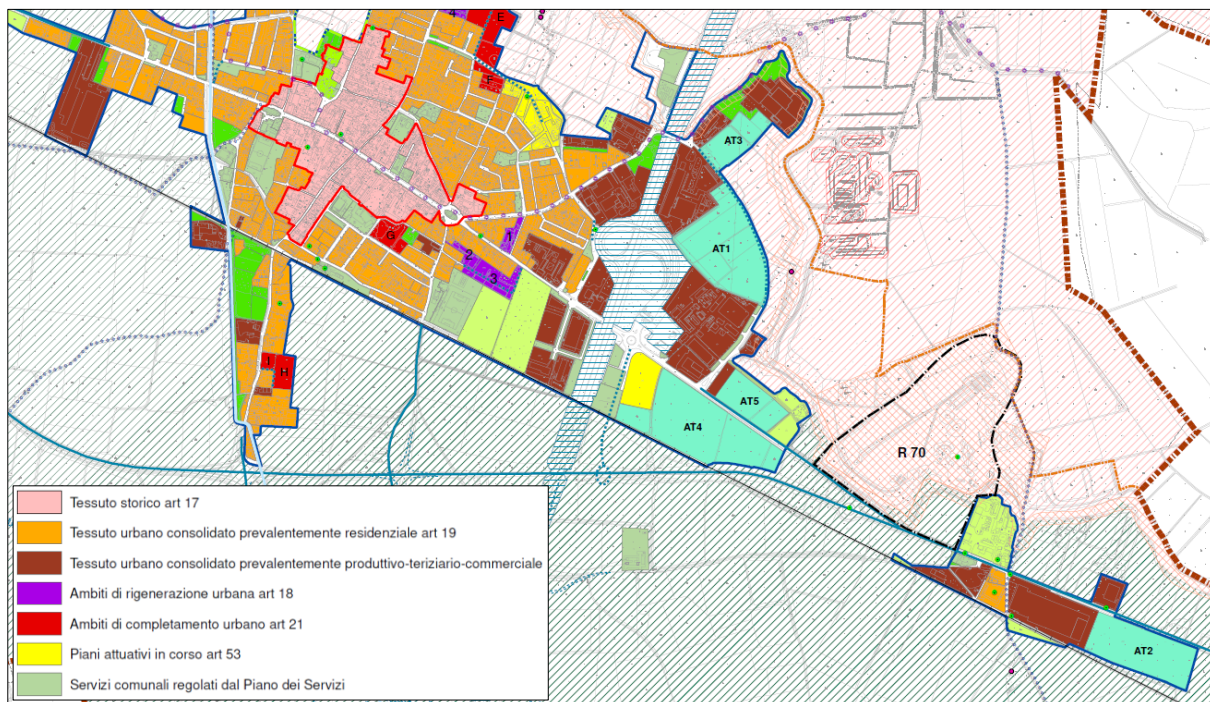 4
E
F
AT3
AT1
G
1
2
3
I
H
AT5
AT4
R 70
AT2
Tessuto storico art 17
Tessuto urbano consolidato prevalentemente residenziale art 19
Tessuto urbano consolidato prevalentemente produttivo-teriziario-commerciale
Ambiti di rigenerazione urbana art 18
Ambiti di completamento urbano art 21
Piani attuativi in corso art 53
Servizi comunali regolati dal Piano dei Servizi